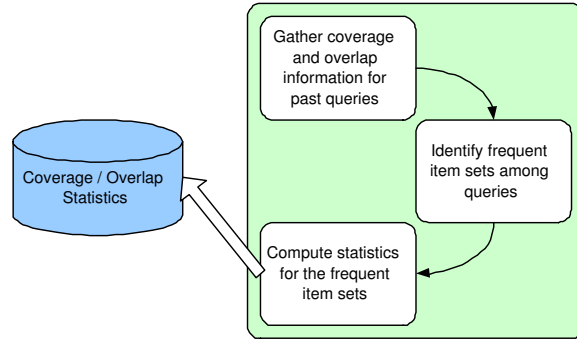 Gather coverage
and overlap
information for
past queries
Identify frequent
item sets among
queries
Coverage / Overlap
Statistics
Compute statistics
for the frequent
item sets